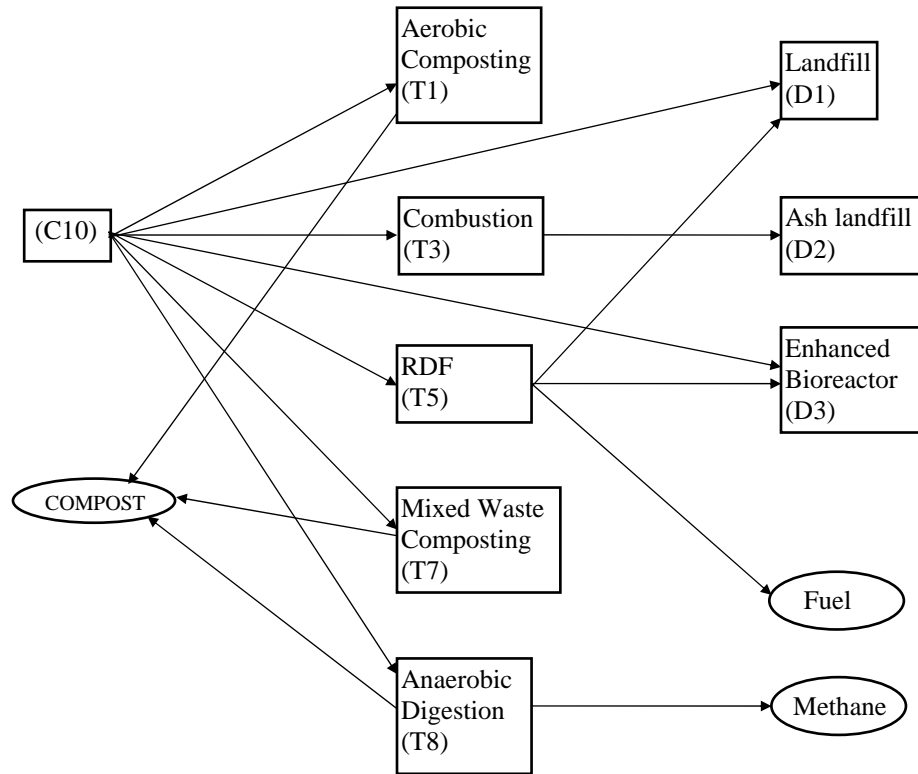 Aerobic
Composting
(T1)
Landfill
(D1)
(C10)
Combustion
(T3)
Ash landfill
(D2)
RDF
(T5)
Enhanced
Bioreactor
(D3)
COMPOST
Mixed Waste
Composting
(T7)
Fuel
Anaerobic
Digestion
(T8)
Methane